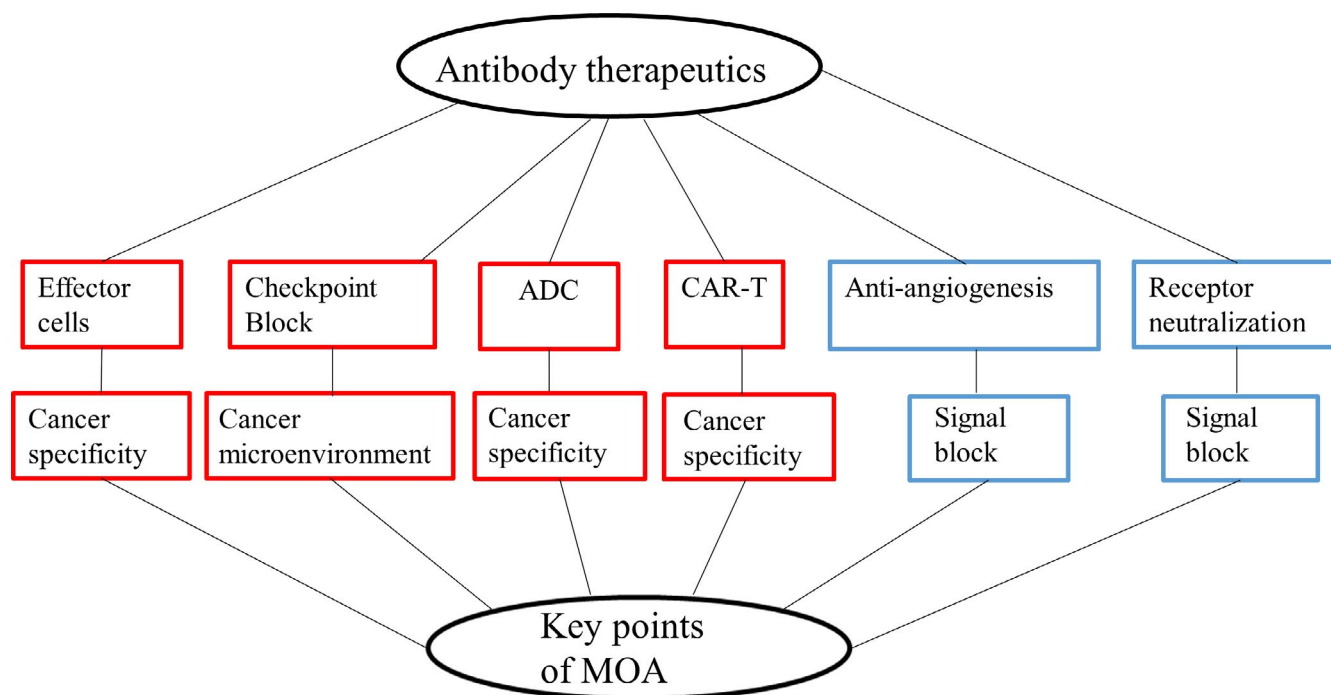 Antibody therapeutics
Effector
cells
Checkpoint
Block
ADC
CAR-T
Anti-angiogenesis
Receptor
neutralization
Cancer
specificity
Cancer
microenvironment
Cancer
specificity
Cancer
specificity
Signal
block
Signal
block
Key points
of MOA